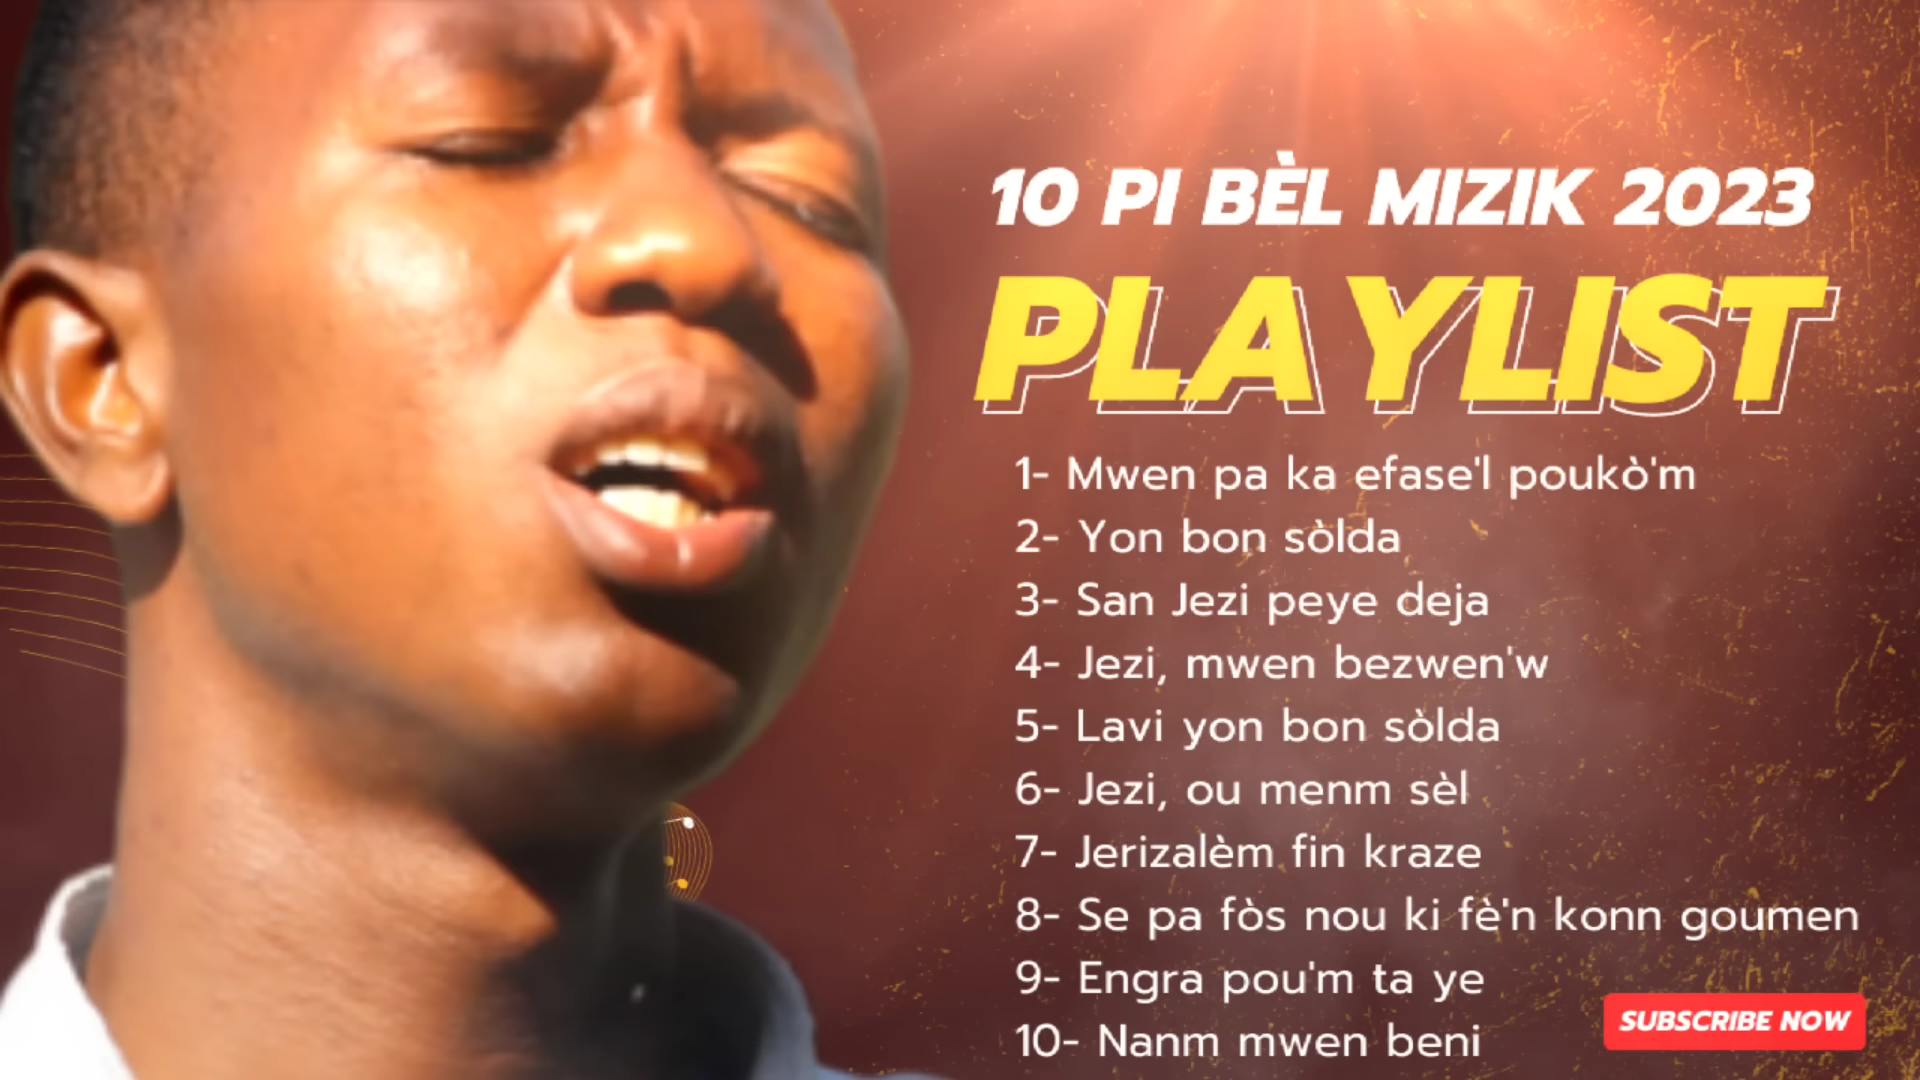 10 PI BÈL MIZIK 2023
PLAYLIST
1- Mwen pa ka efase'l poukò'm
2- Yon bon sòlda
3- San Jezi peye deja
4- Jezi, mwen bezwen'w
5- Lavi yon bon sòlda
6- Jezi, ou menm sèl
7- Jerizalèm fin kraze
8- Se pa fòs nou ki fè'n konn goumen
9- Engra pou'm ta ye
10- Nanm mwen beni
SUBSCRIBE NOW